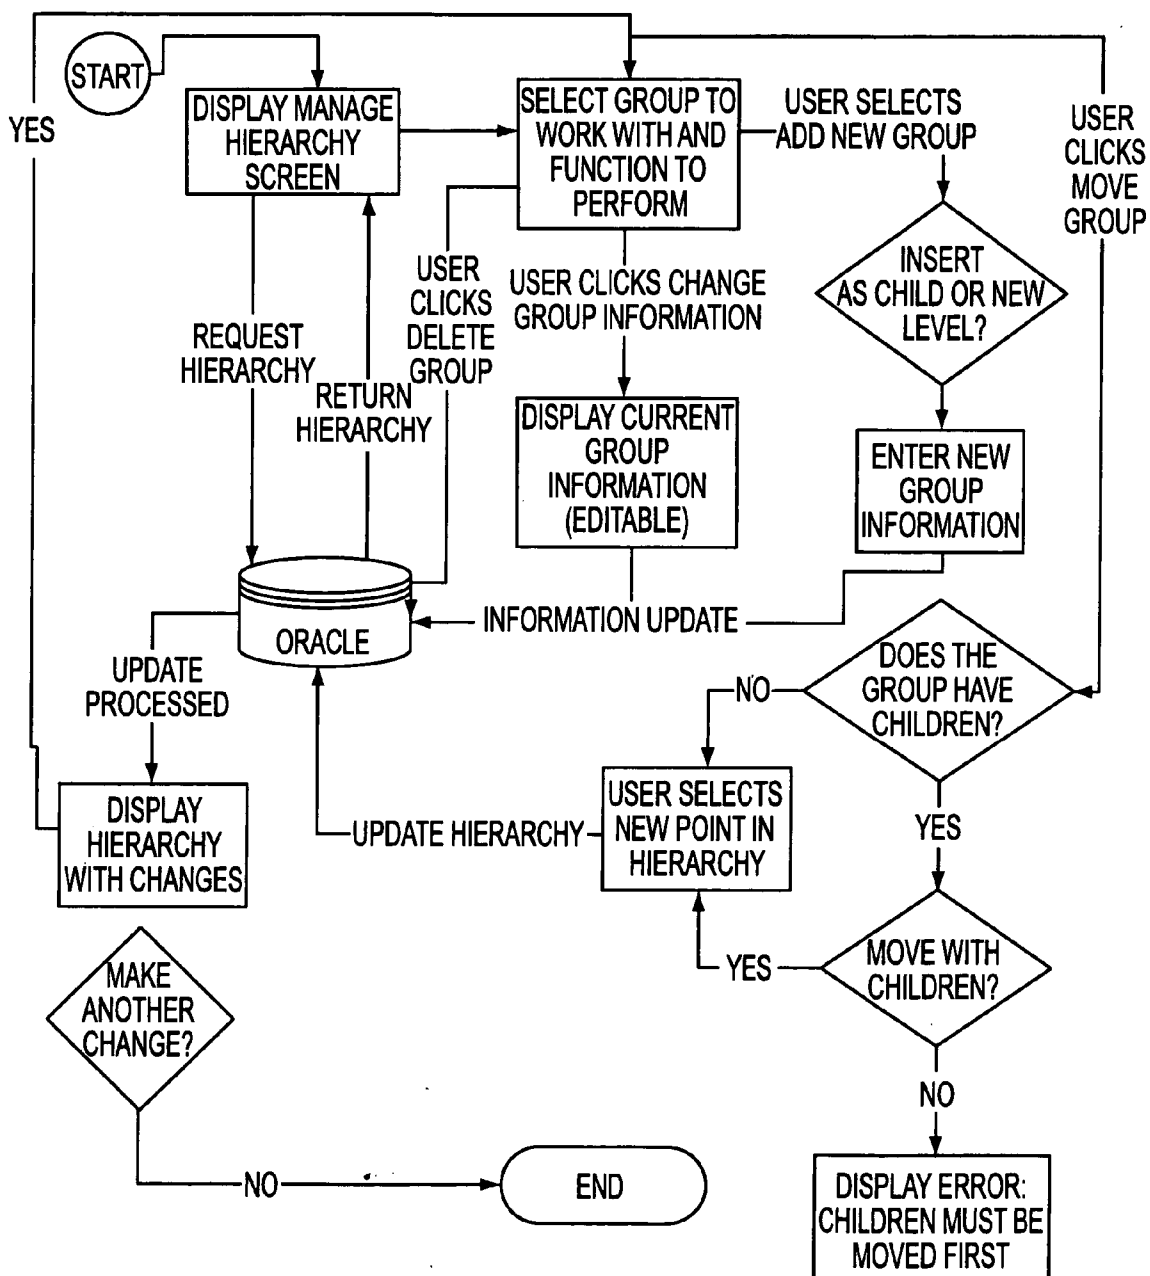 START
YES
DISPLAY MANAGE
HIERARCHY
SCREEN
SELECT GROUP TO
WORK WITH AND
FUNCTION TO
PERFORM
USER SELECTS
ADD NEW GROUP
USER
CLICKS
MOVE
GROUP
INSERT
AS CHILD OR NEW
LEVEL?
USER
CLICKS
DELETE
GROUP
USER CLICKS CHANGE
GROUP INFORMATION
REQUEST
HIERARCHY
RETURN
HIERARCHY
DISPLAY CURRENT
GROUP
INFORMATION
(EDITABLE)
ENTER NEW
GROUP
INFORMATION
ORACLE
INFORMATION UPDATE
UPDATE
PROCESSED
DOES THE
GROUP HAVE
CHILDREN?
NO
USER SELECTS
NEW POINT IN
HIERARCHY
UPDATE HIERARCHY
DISPLAY
HIERARCHY
WITH CHANGES
YES
MOVE WITH
CHILDREN?
YES
MAKE
ANOTHER
CHANGE?
NO
NO
END
DISPLAY ERROR:
CHILDREN MUST BE
MOVED FIRST